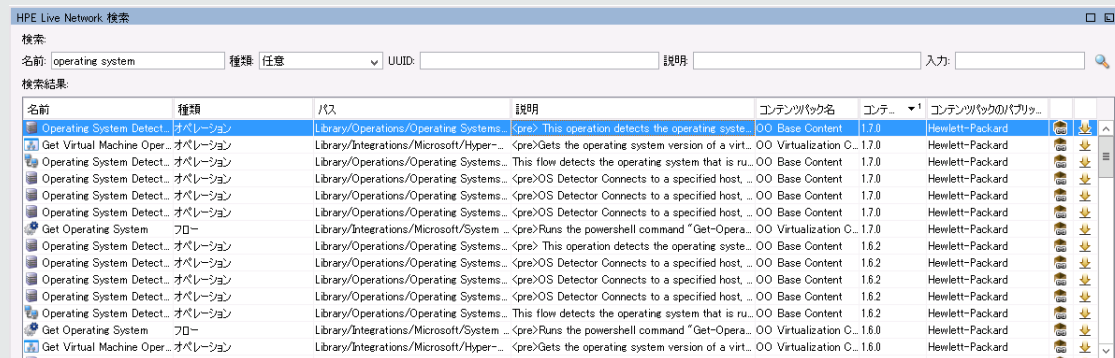 HPE Live Network 検索
検索:
名前: operating system 種類: 任意 UUID: 説明: 入力:
検索結果:
名前 種類 パス 説明 コンテンツパック名 コンテ... 1 コンテンツパックのパブリッ...
Operating System Detect... オペレーション Library/Operations/Operating Systems... <pre> This operation detects the operating syste... OO Base Content 1.7.0 Hewlett-Packard
Get Virtual Machine Oper... オペレーション Library/Integrations/Microsoft/Hyper-... <pre>Gets the operating system version of a virt... OO Virtualization C... 1.7.0 Hewlett-Packard
Operating System Detect... オペレーション Library/Operations/Operating Systems... This flow detects the operating system that is ru... OO Base Content 1.7.0 Hewlett-Packard
Operating System Detect... オペレーション Library/Operations/Operating Systems... <pre>OS Detector Connects to a specified host, ... OO Base Content 1.7.0 Hewlett-Packard
Operating System Detect... オペレーション Library/Operations/Operating Systems... <pre>OS Detector Connects to a specified host, ... OO Base Content 1.7.0 Hewlett-Packard
Operating System Detect... オペレーション Library/Operations/Operating Systems... <pre>OS Detector Connects to a specified host, ... OO Base Content 1.7.0 Hewlett-Packard
Get Operating System フロー Library/Integrations/Microsoft/System ... <pre>Runs the powershell command "Get-Opera... OO Virtualization C... 1.7.0 Hewlett-Packard
Operating System Detect... オペレーション Library/Operations/Operating Systems... <pre> This operation detects the operating syste... OO Base Content 1.6.2 Hewlett-Packard
Operating System Detect... オペレーション Library/Operations/Operating Systems... <pre>OS Detector Connects to a specified host, ... OO Base Content 1.6.2 Hewlett-Packard
Operating System Detect... オペレーション Library/Operations/Operating Systems... <pre>OS Detector Connects to a specified host, ... OO Base Content 1.6.2 Hewlett-Packard
Operating System Detect... オペレーション Library/Operations/Operating Systems... <pre>OS Detector Connects to a specified host, ... OO Base Content 1.6.2 Hewlett-Packard
Operating System Detect... オペレーション Library/Operations/Operating Systems... This flow detects the operating system that is ru... OO Base Content 1.6.2 Hewlett-Packard
Get Operating System フロー Library/Integrations/Microsoft/System ... <pre>Runs the powershell command "Get-Opera... OO Virtualization C... 1.6.0 Hewlett-Packard
Get Virtual Machine Oper... オペレーション Library/Integrations/Microsoft/Hyper-... <pre>Gets the operating system version of a virt... OO Virtualization C... 1.6.0 Hewlett-Packard